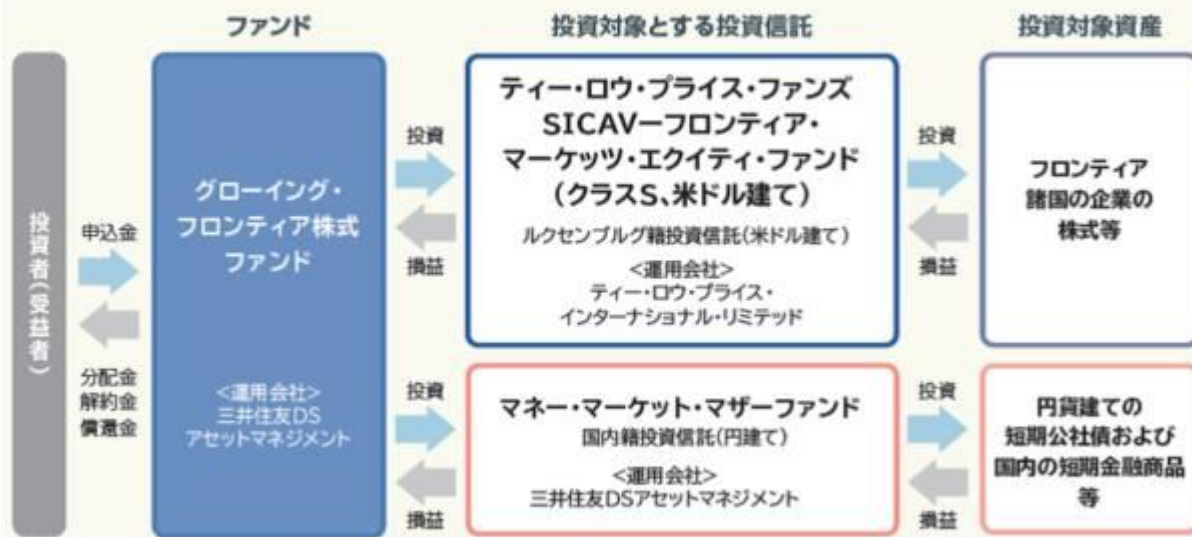 ファンド
投資対象とする投資信託
投資対象資産
投資者(受益者)
申込金
分配金
解約金
償還金
グローイング・
フロンティア株式
ファンド
<運用会社>
三井住友DS
アセットマネジメント
投資
損益
ティー・ロウ・プライス・ファンズ
SICAVーフロンティア・
マーケッツ・エクイティ・ファンド
(クラスS、米ドル建て)
ルクセンブルグ籍投資信託(米ドル建て)
<運用会社>
ティー・ロウ・プライス・
インターナショナル・リミテッド
投資
損益
フロンティア
諸国の企業の
株式等
投資
損益
マネー・マーケット・マザーファンド
国内籍投資信託(円建て)
<運用会社>
三井住友DSアセットマネジメント
投資
損益
円貨建ての
短期公社債および
国内の短期金融商品
等